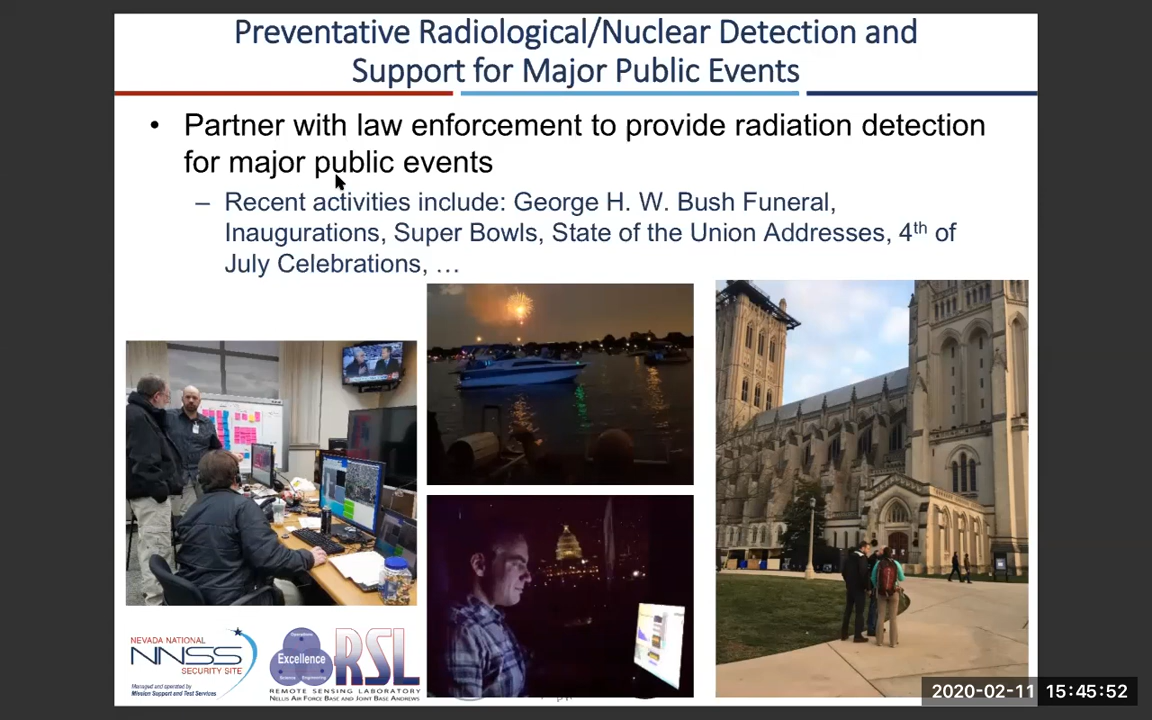 Preventative Radiological/Nuclear Detection and
Support for Major Public Events
• Partner with law enforcement to provide radiation detection
for major public events
– Recent activities include: George H. W. Bush Funeral,
Inaugurations, Super Bowls, State of the Union Addresses, 4th of
July Celebrations, …
NEVADA NATIONAL
NNSS
SECURITY SITE
Managed and operated by
Mission Support and Test Services
Operations
Excellence
Science Engineering
RSL
REMOTE SENSING LABORATORY
NELLIS AIR FORCE BASE AND JOINT BASE ANDREWS
2020-02-11 15:45:52